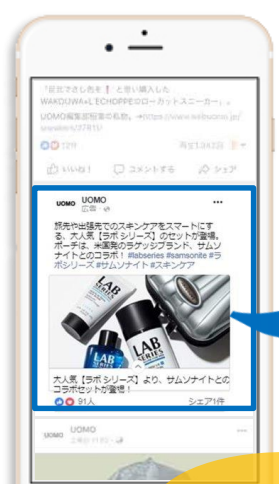 「足元でさし色を！」と思い購入した
WAKOUWA×L'ECHOPPEのローカットスニーカー」。
UOMO編集部
いいね！ コメントする シェア
UOMO UOMO
広告
旅先や出張先でのスキンケアをスマートにす
る、大人気【ラボ シリーズ】のセットが登場。
ポーチは、米国発のラゲッジブランド、サムソ
ナイトとのコラボ！ #labseries #samsonite #ラ
ボシリーズ #サムソナイト #スキンケア
LAB
SERIES
LAB
SERIES
LAB
大人気【ラボ シリーズ】より、サムソナイトとの
コラボセットが登場！
91人 シェア1件
UOMO UOMO